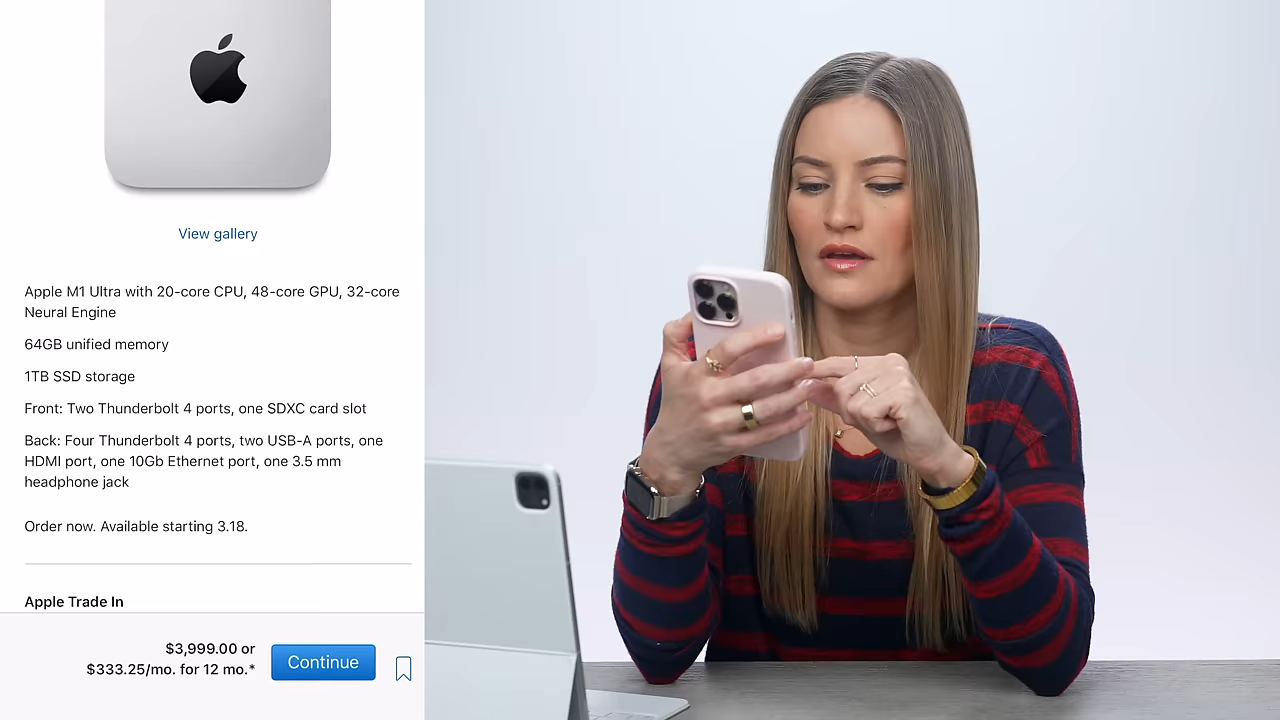 View gallery
Apple M1 Ultra with 20-core CPU, 48-core GPU, 32-core
Neural Engine
64GB unified memory
1TB SSD storage
Front: Two Thunderbolt 4 ports, one SDXC card slot
Back: Four Thunderbolt 4 ports, two USB-A ports, one
HDMI port, one 10Gb Ethernet port, one 3.5 mm
headphone jack
Order now. Available starting 3.18.
Apple Trade In
$3,999.00 or
$333.25/mo. for 12 mo.*
Continue